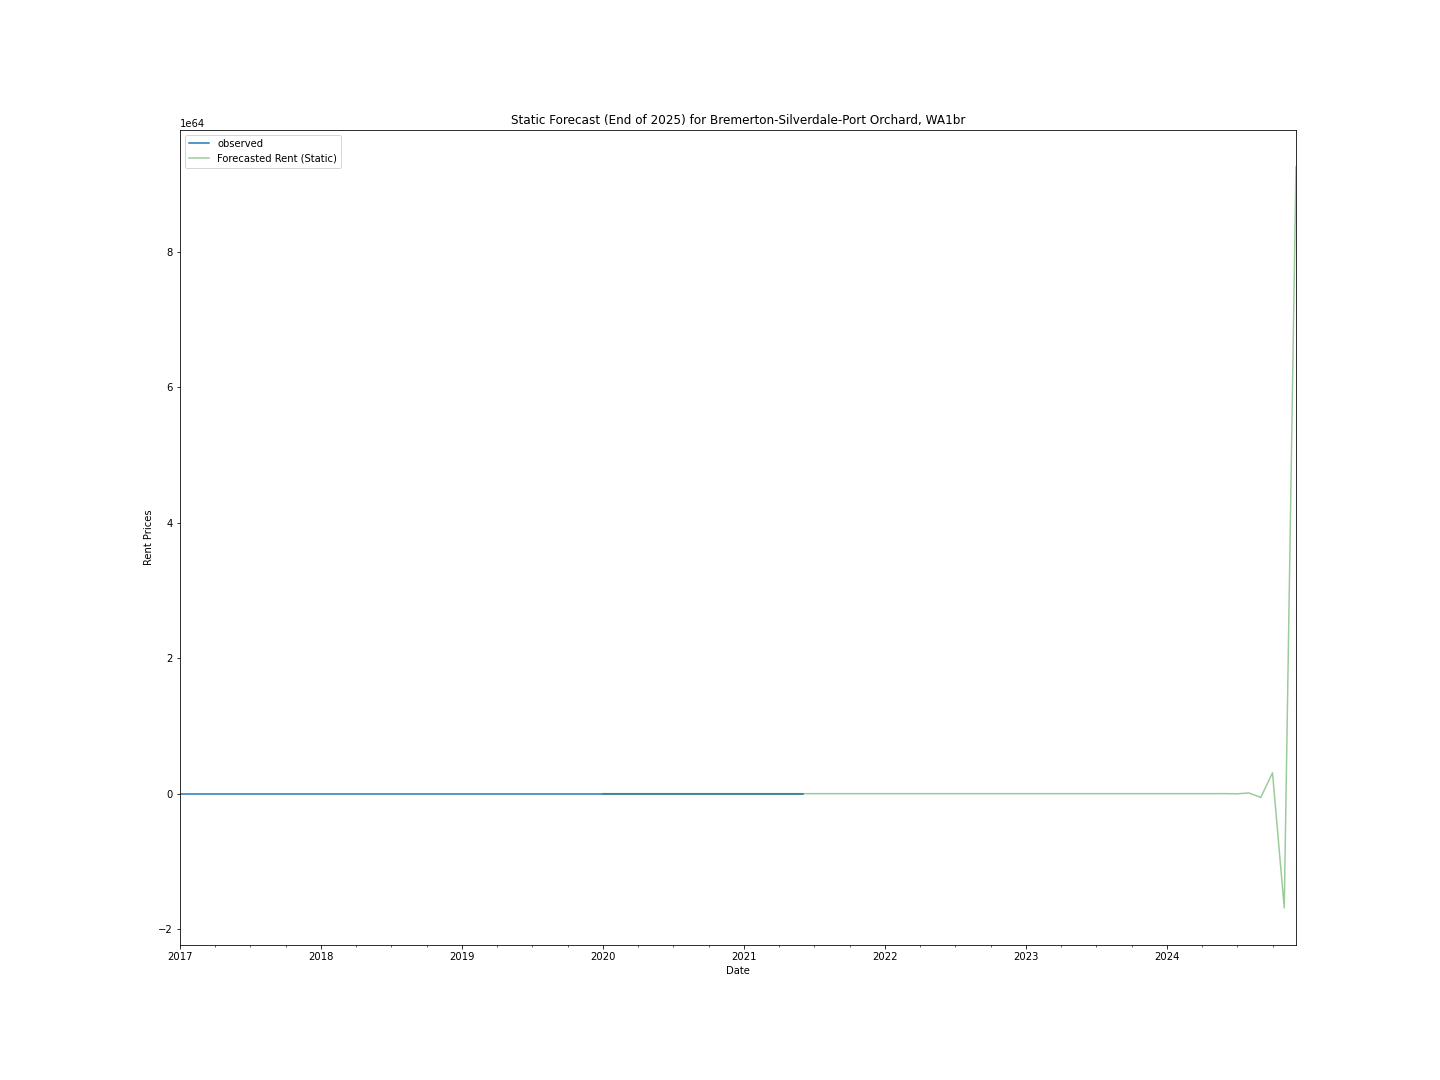 Static Forecast (End of 2025) for Bremerton-Silverdale-Port Orchard, WA1br
1e64
observed
Forecasted Rent (Static)
8
6
4
2
0
−2
Rent Prices
2017 2018 2019 2020 2021 2022 2023 2024
Date